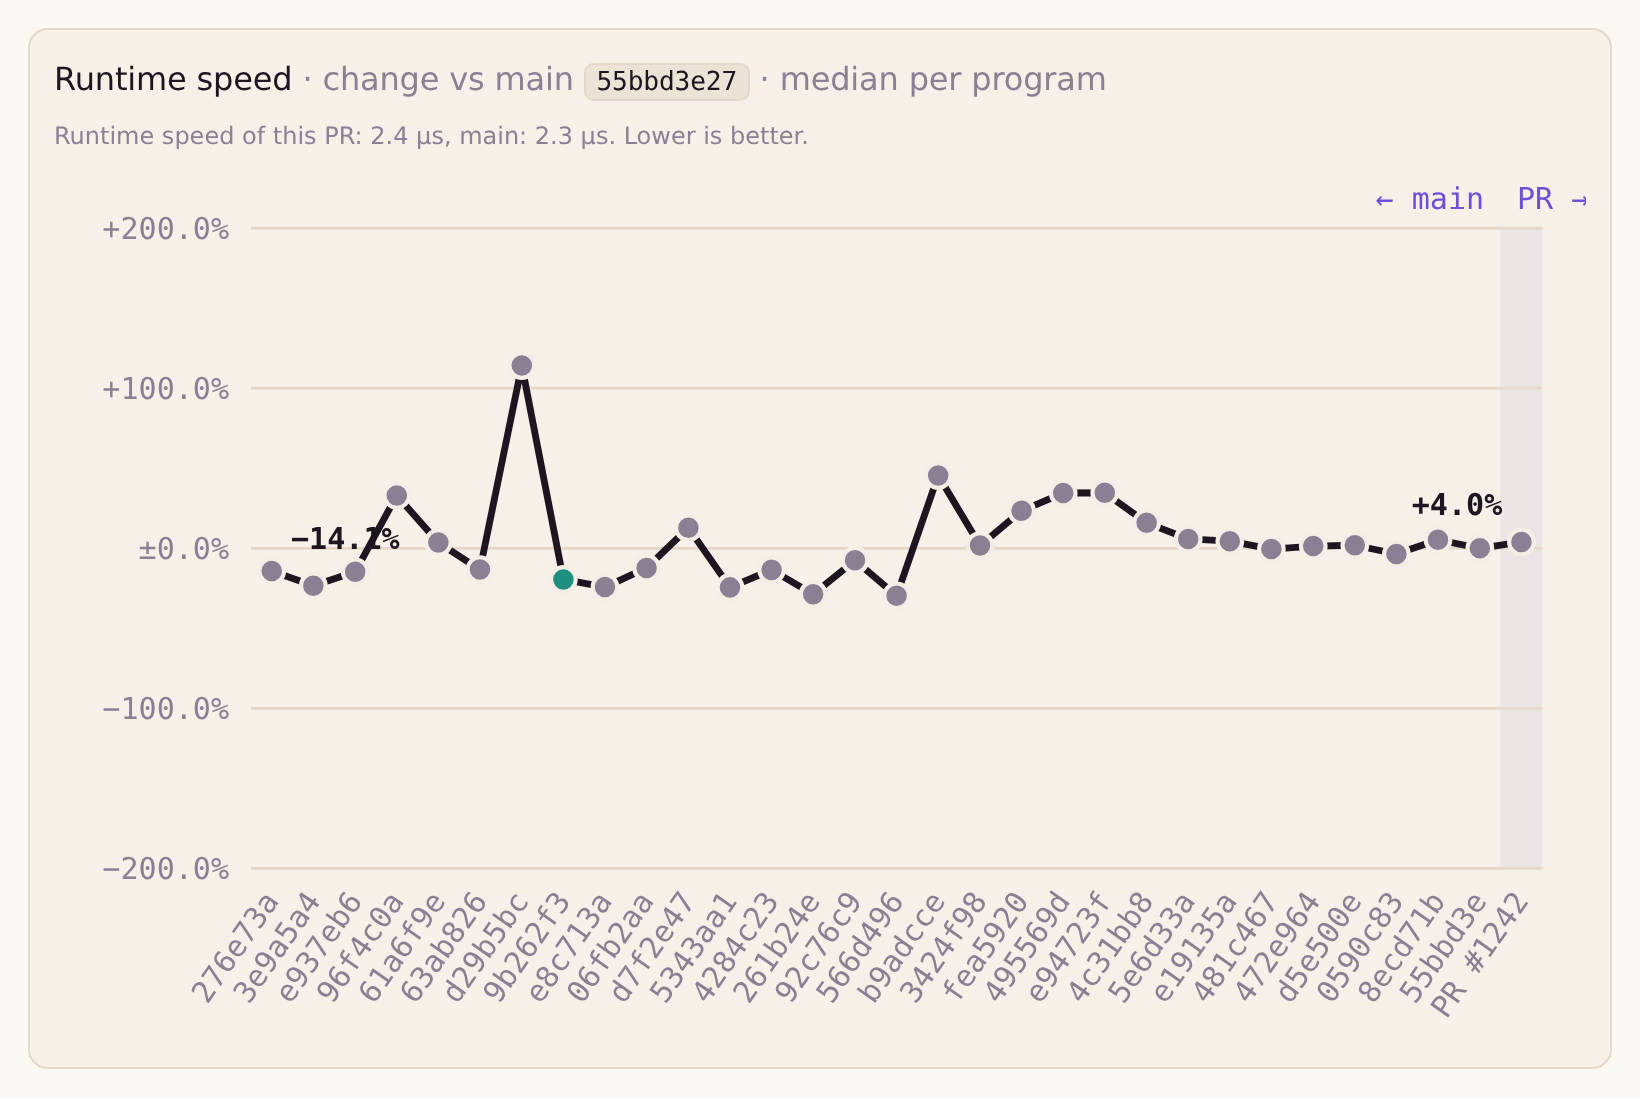 Runtime speed · change vs main 55bbd3e27 · median per program
Runtime speed of this PR: 2.4 µs, main: 2.3 µs. Lower is better.
← main PR →
+200.0%
+100.0%
±0.0%
−100.0%
−200.0%
−14.1%
+4.0%
276e73a
3e9a5a4
e937eb6
96f4c0a
61a6f9e
63ab826
d29b5bc
9b262f3
e8c713a
06fb2aa
d7f2e47
5343aa1
4284c23
261b24e
92c76c9
566d496
b9adcce
3424f98
fea5920
495569d
e94723f
4c31bb8
5e6d33a
e19135a
481c467
472e964
d5e500e
0590c83
8ecd71b
55bbd3e
PR #1242